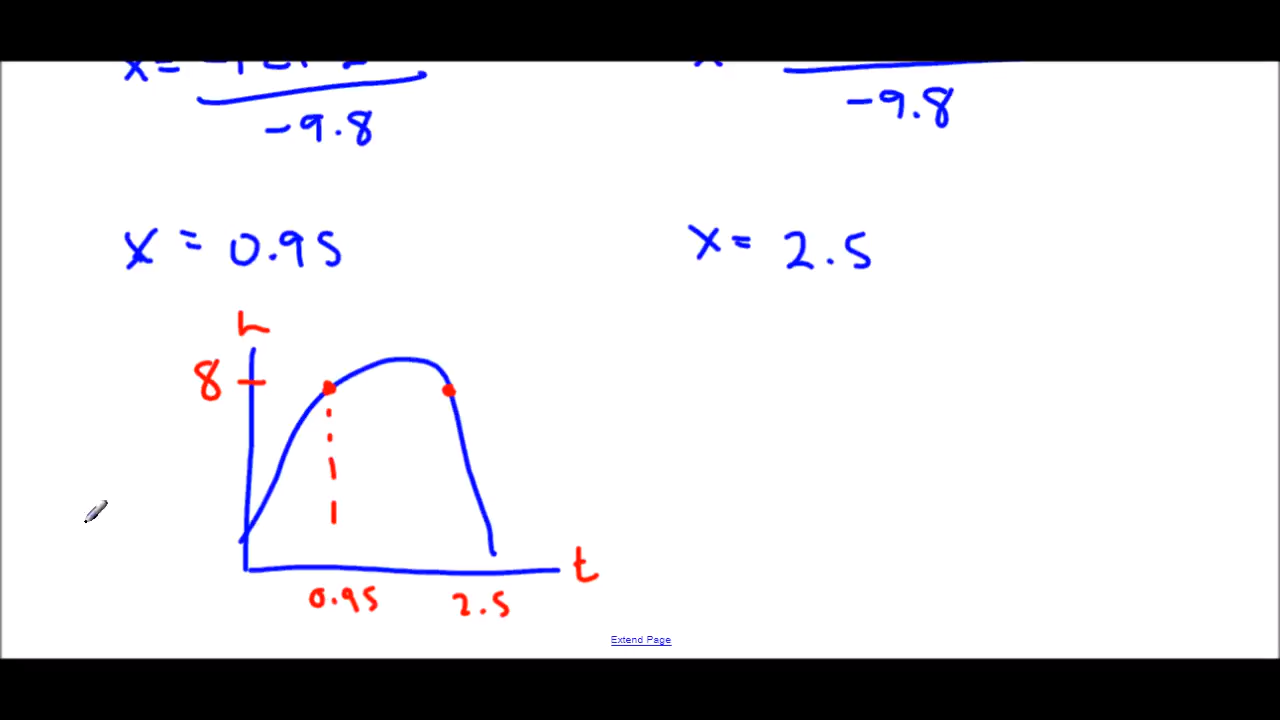 x=
-9.8
-9.8
x = 0.95
x = 2.5
h
8
t
0.95 2.5
Extend Page